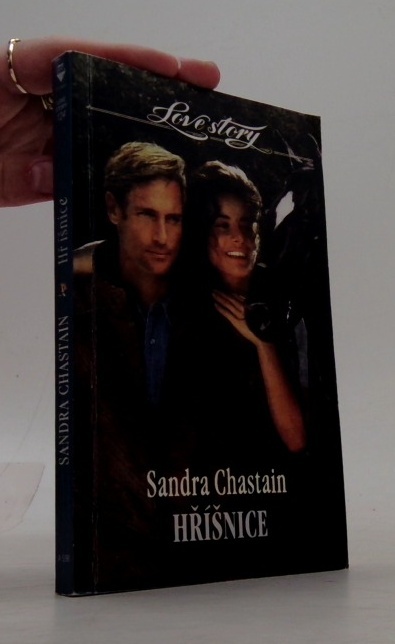 Love story
Sandra Chastain
HŘÍŠNICE
SANDRA CHASTAIN
Hříšnice